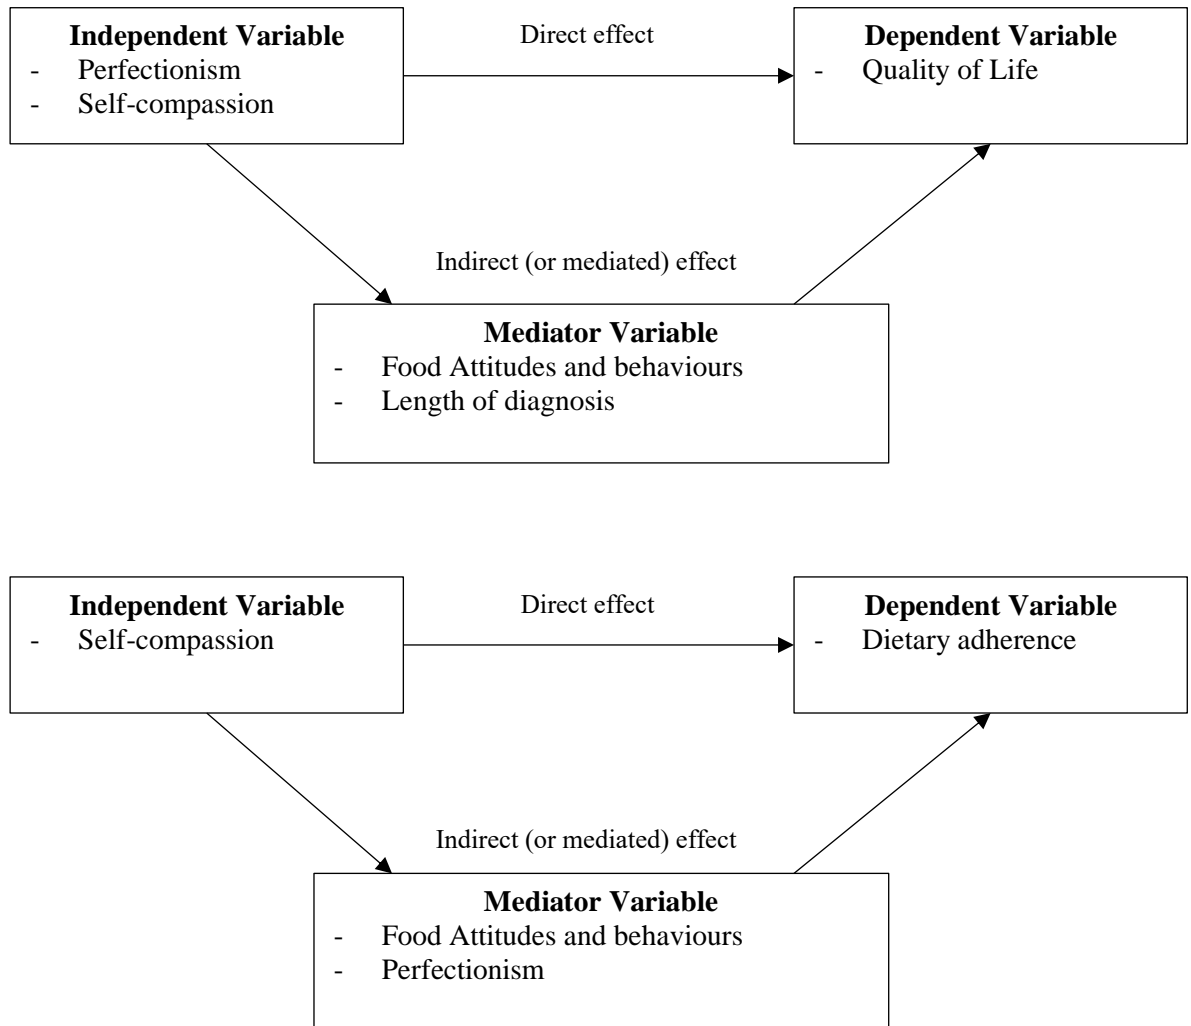 Independent Variable
- Perfectionism
- Self-compassion
Direct effect
Dependent Variable
- Quality of Life
Indirect (or mediated) effect
Mediator Variable
- Food Attitudes and behaviours
- Length of diagnosis
Independent Variable
- Self-compassion
Direct effect
Dependent Variable
- Dietary adherence
Indirect (or mediated) effect
Mediator Variable
- Food Attitudes and behaviours
- Perfectionism